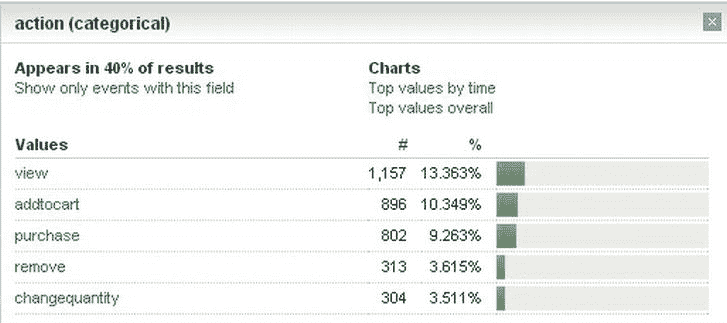 action (categorical)
Appears in 40% of results
Show only events with this field
Charts
Top values by time
Top values overall
Values # %
view 1,157 13.363%
addtocart 896 10.349%
purchase 802 9.263%
remove 313 3.615%
changequantity 304 3.511%